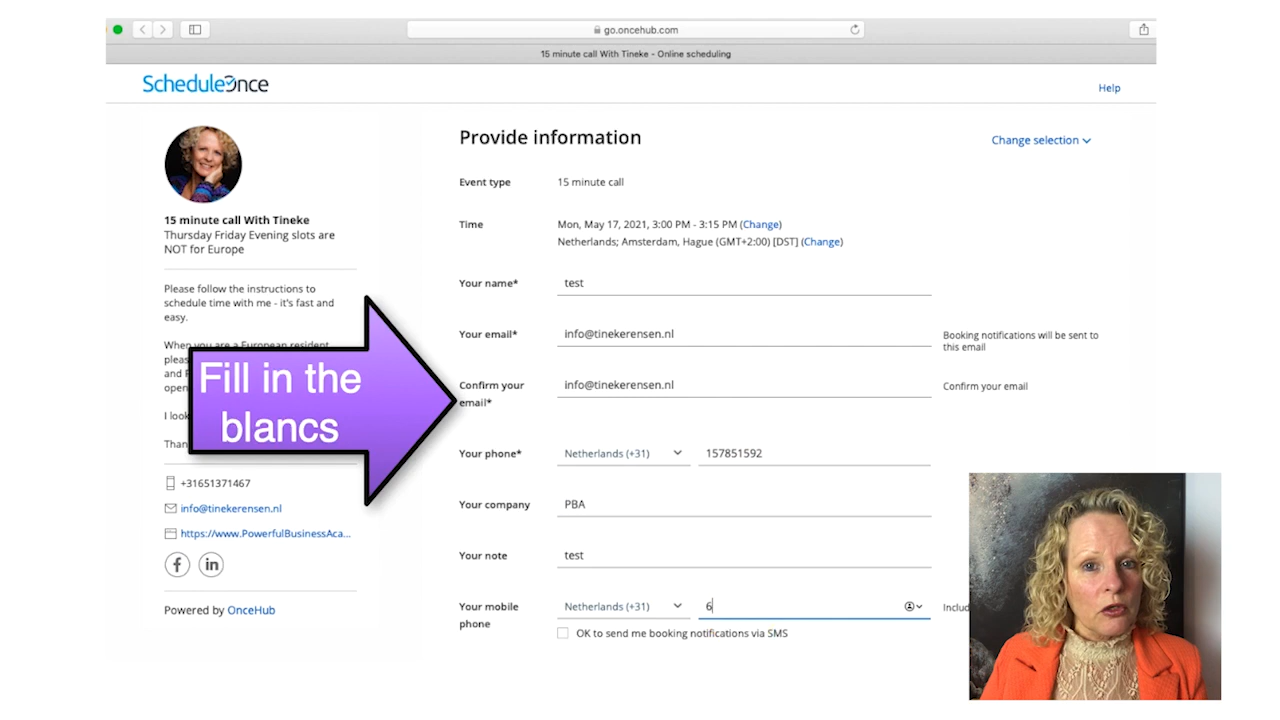 go.oncehub.com
15 minute call With Tineke - Online scheduling
ScheduleOnce
Help
15 minute call With Tineke
Thursday Friday Evening slots are
NOT for Europe
Please follow the instructions to
schedule time with me - it's fast and
easy.
When you are a European resident
pleas
and F
open
I look
Than
+31651371467
info@tinekerensen.nl
https://www.PowerfulBusinessAca...
Powered by OnceHub
Fill in the
blancs
Provide information
Change selection
Event type 15 minute call
Time Mon, May 17, 2021, 3:00 PM - 3:15 PM (Change)
Netherlands; Amsterdam, Hague (GMT+2:00) [DST] (Change)
Your name* test
Your email* info@tinekerensen.nl
Booking notifications will be sent to
this email
Confirm your
email*
info@tinekerensen.nl
Confirm your email
Your phone* Netherlands (+31) 157851592
Your company PBA
Your note test
Your mobile
phone
Netherlands (+31) 6
Includ
OK to send me booking notifications via SMS